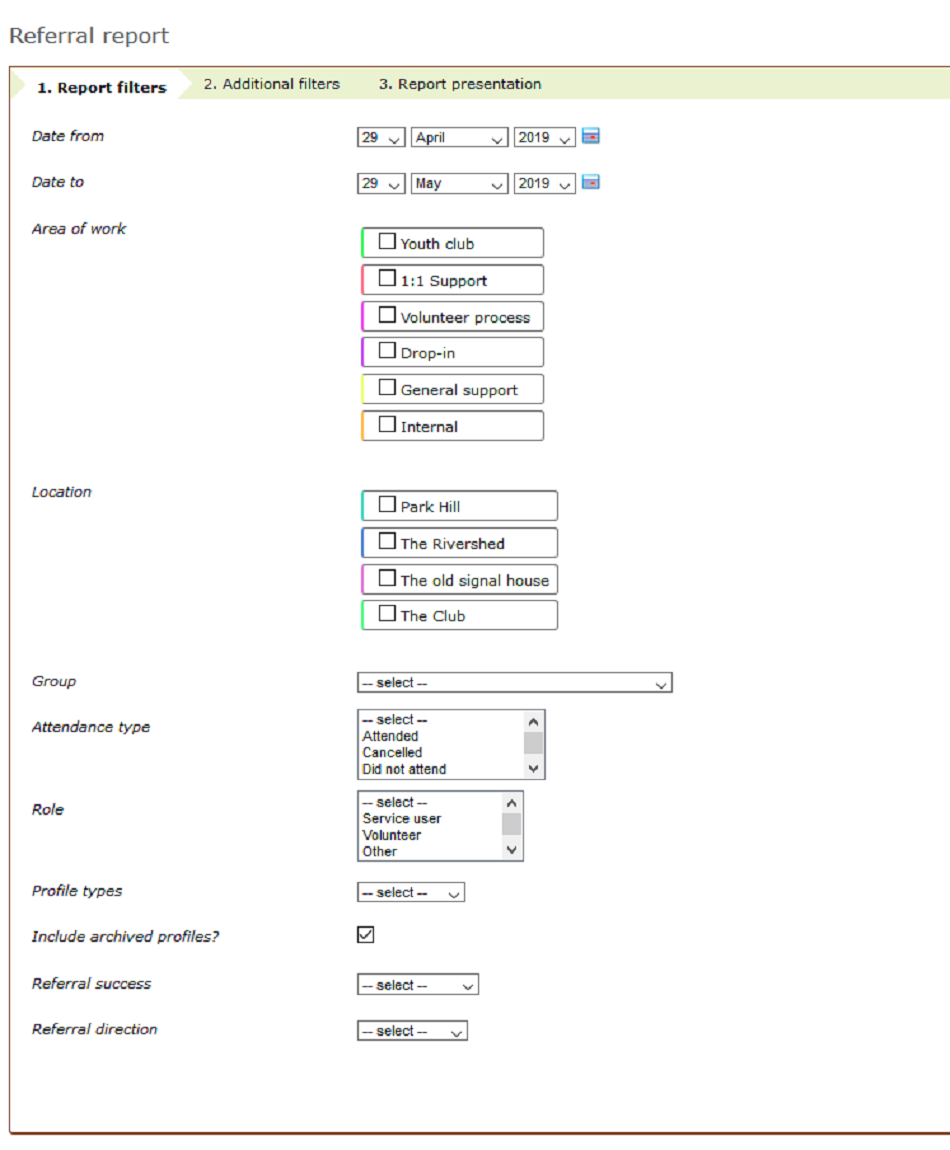 Referral report
1. Report filters 2. Additional filters 3. Report presentation
Date from 29 April 2019
Date to 29 May 2019
Area of work
Youth club
1:1 Support
Volunteer process
Drop-in
General support
Internal
Location
Park Hill
The Rivershed
The old signal house
The Club
Group -- select --
Attendance type
-- select --
Attended
Cancelled
Did not attend
Role
-- select --
Service user
Volunteer
Other
Profile types -- select --
Include archived profiles?
Referral success -- select --
Referral direction -- select --